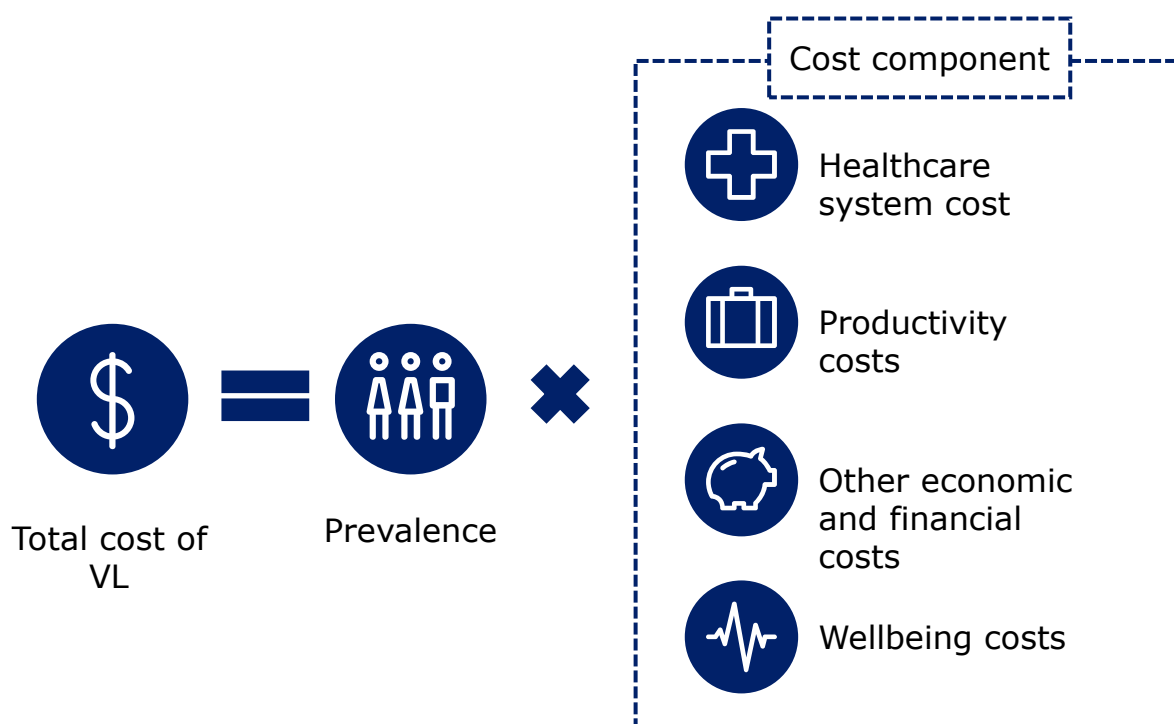 Cost component
Healthcare
system cost
Productivity
costs
Other economic
and financial
costs
Wellbeing costs
Total cost of
VL
Prevalence